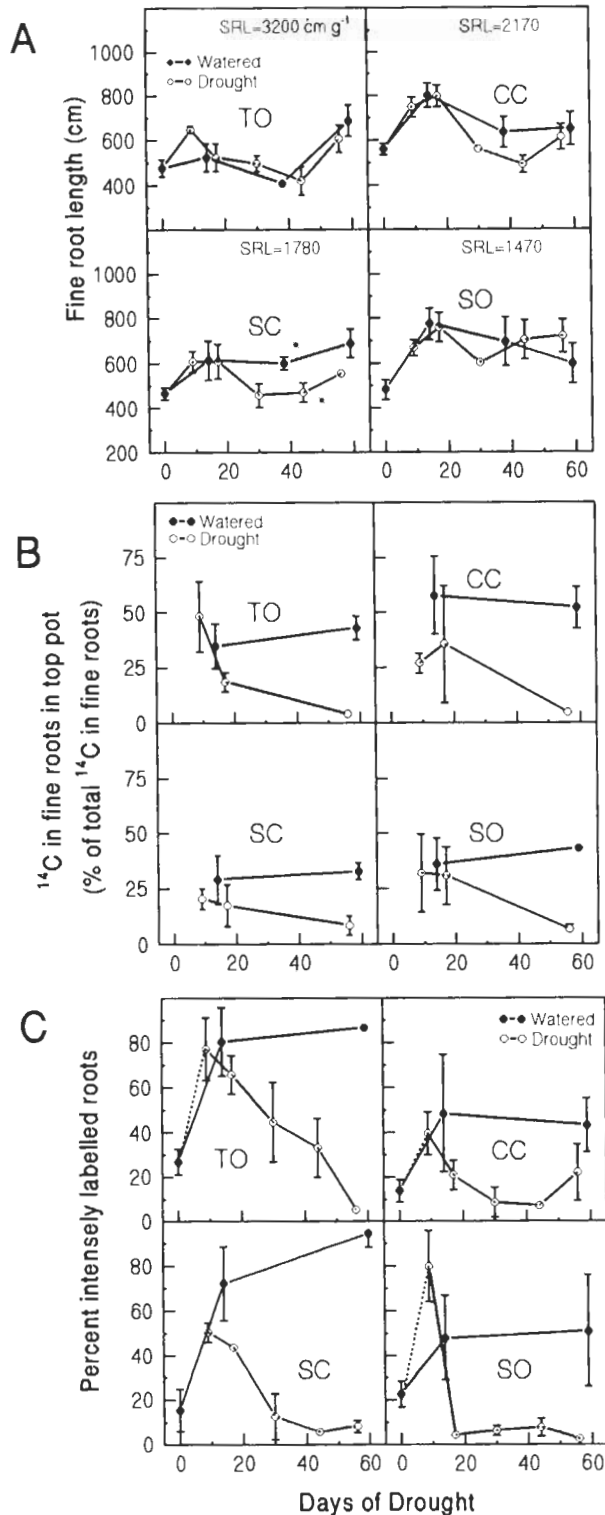 A
SRL=3200 cm g-1
SRL=2170
Watered
Drought
TO
CC
1000
800
600
400
Fine root length (cm)
SRL=1780
SRL=1470
SC
SO
1000
800
600
400
200
0 20 40 60
0 20 40 60
B
Watered
Drought
TO
CC
75
50
25
0
14C in fine roots in top pot
(% of total 14C in fine roots)
SC
SO
75
50
25
0
0 20 40 60
0 20 40 60
C
Watered
Drought
TO
CC
80
60
40
20
0
Percent intensely labelled roots
SC
SO
80
60
40
20
0
0 20 40 60
0 20 40 60
Days of Drought